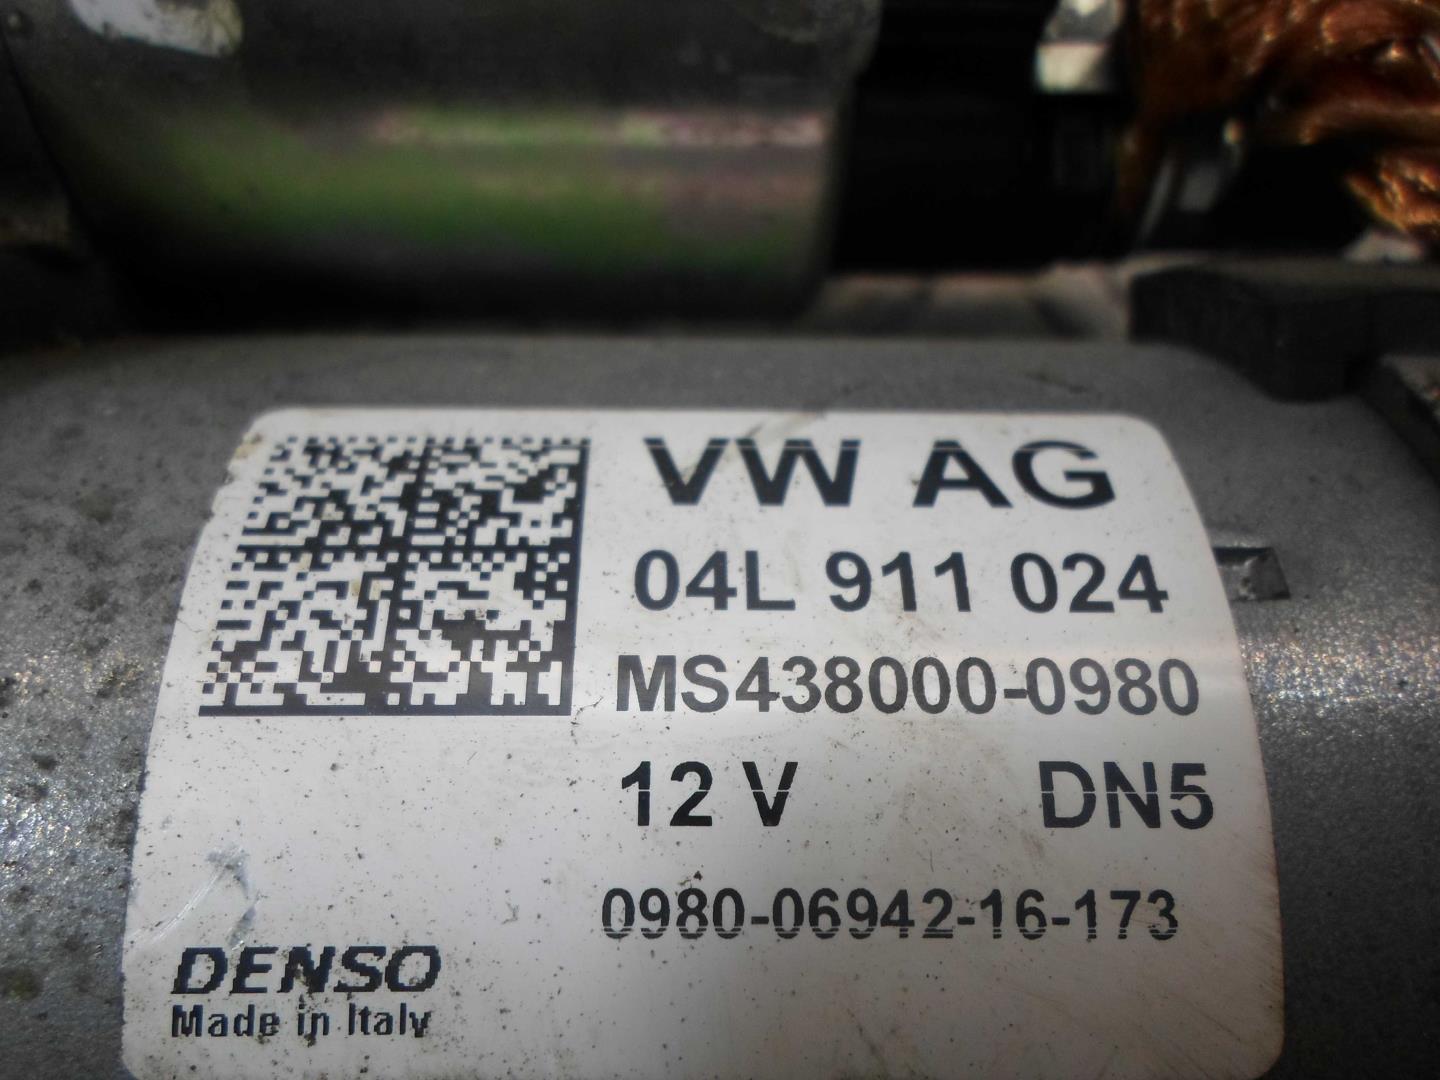 VW AG
04L 911 024
MS438000-0980
12 V DN5
0980-06942-16-173
DENSO
Made in Italy